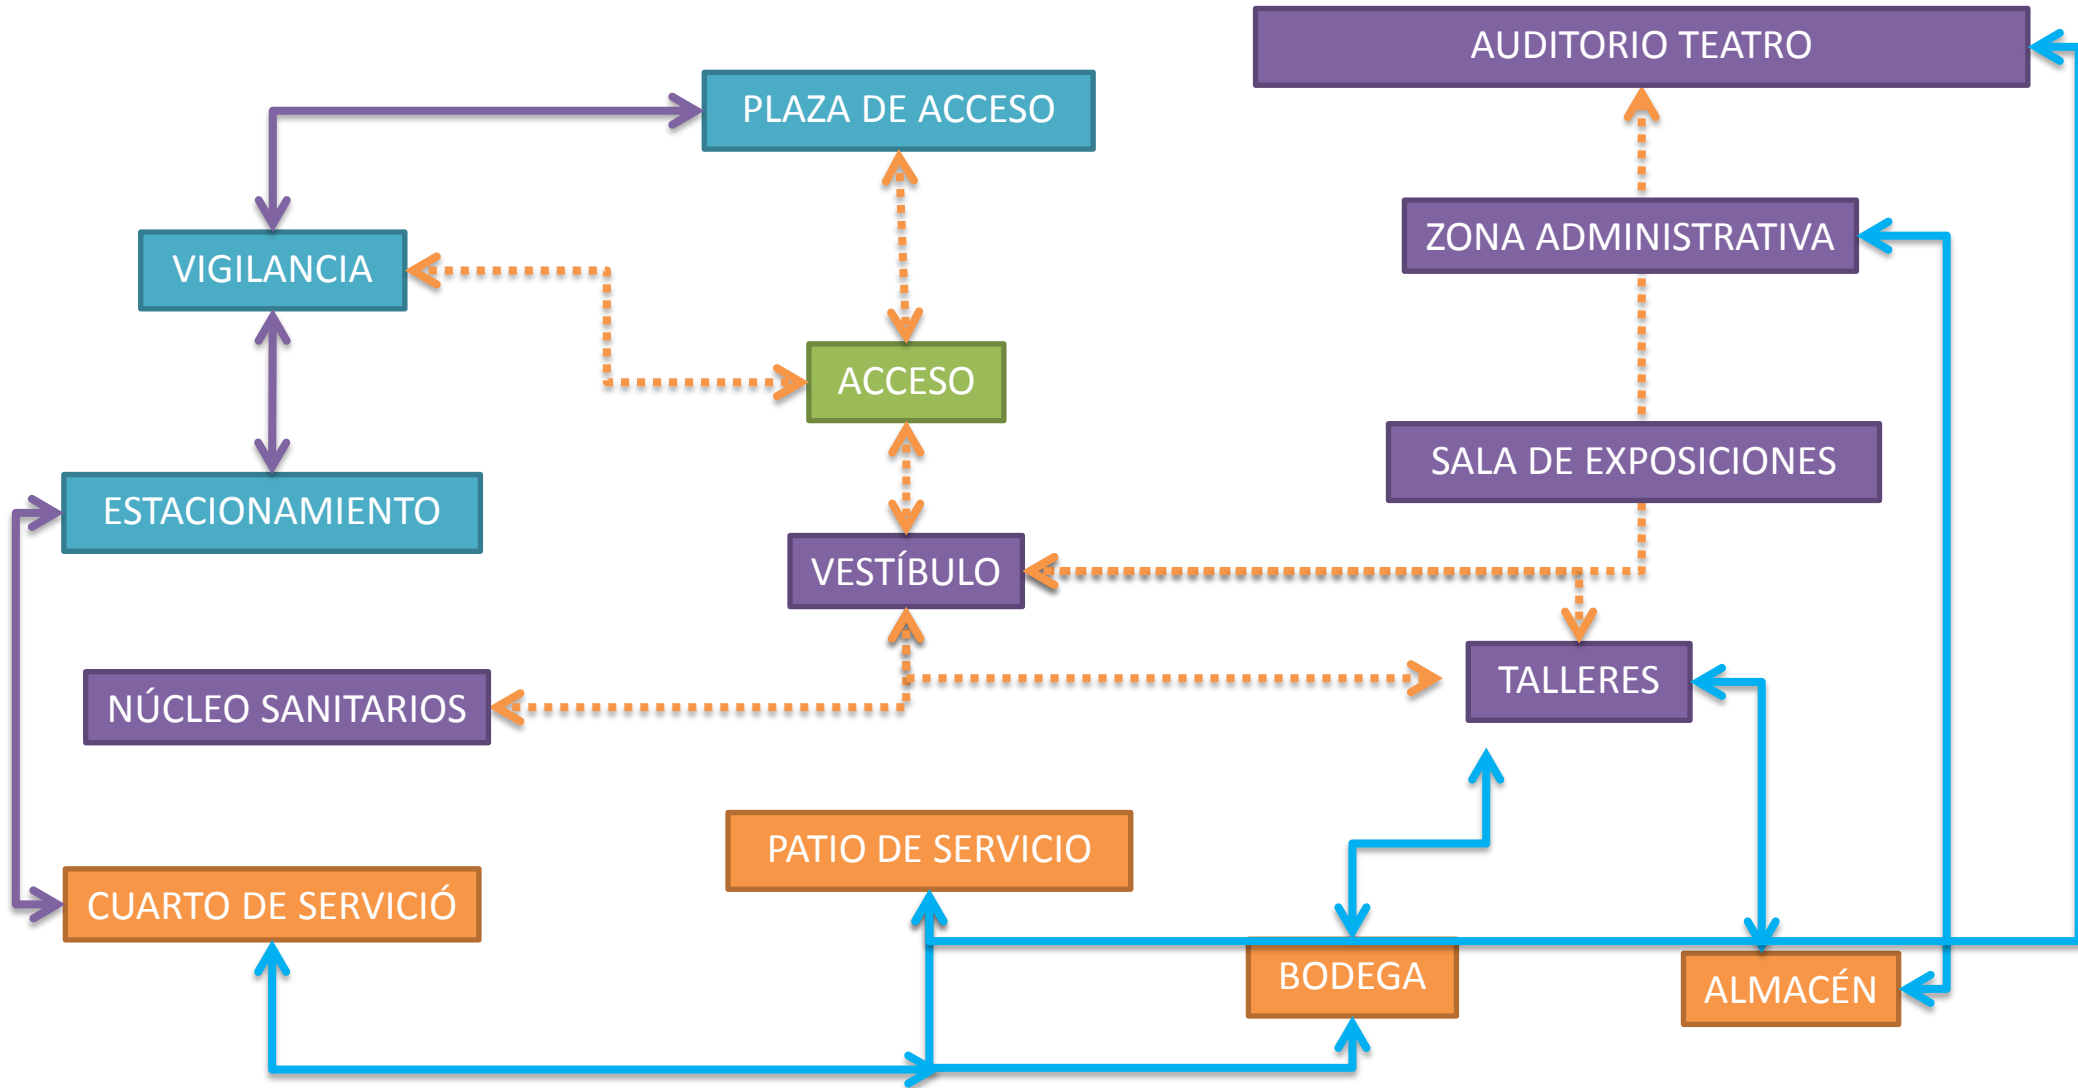 AUDITORIO TEATRO
PLAZA DE ACCESO
ZONA ADMINISTRATIVA
VIGILANCIA
ACCESO
SALA DE EXPOSICIONES
ESTACIONAMIENTO
VESTÍBULO
TALLERES
NÚCLEO SANITARIOS
PATIO DE SERVICIO
CUARTO DE SERVICIÓ
BODEGA
ALMACÉN